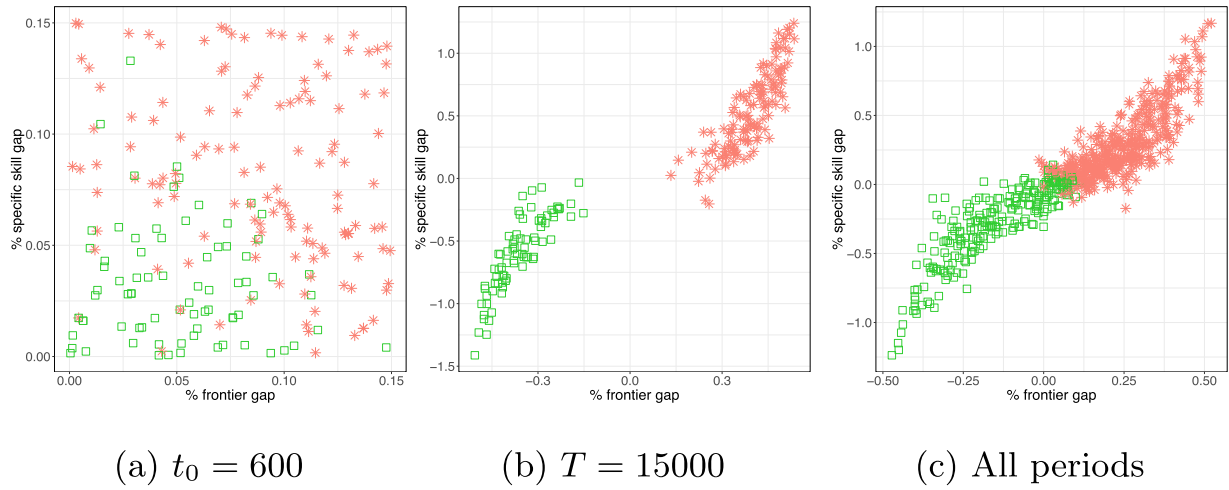 0.15
0.10
0.05
0.00
% specific skill gap
0.00 0.05 0.10 0.15
% frontier gap
(a) t₀ = 600
1.0
0.5
0.0
−0.5
−1.0
−1.5
% specific skill gap
−0.3 0.0 0.3
% frontier gap
(b) T = 15000
1.0
0.5
0.0
−0.5
−1.0
% specific skill gap
−0.50 −0.25 0.00 0.25 0.50
% frontier gap
(c) All periods